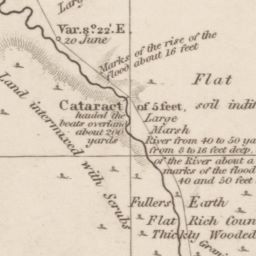 Larg
Var. 8° 22' E.
20 June
Marks of the rise of the
flood about 16 feet
Flat
Land intermixed with Scrubs
Cataract of 5 feet, soil indi
hauled the
boats overland
about 200
yards
Large
Marsh
River from 40 to 50 ya
from 8 to 16 feet deep,
of the River about a
marks of the flood
40 and 50 feet
Fullers Earth
Flat Rich Coun
Thickly Wooded
Grani